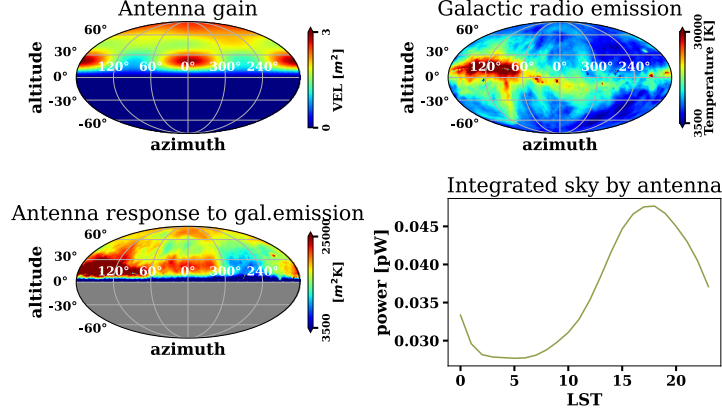 Antenna gain
60°
30°
0°
-30°
-60°
120° 60° 0° 120° 240°
altitude
azimuth
3
0
VEL [m²]
Galactic radio emission
60°
30°
0°
-30°
-60°
120° 60° 0° 120° 240°
altitude
azimuth
30000
3500
Temperature [K]
Antenna response to gal.emission
60°
30°
0°
-30°
-60°
120° 60° 0° 120° 240°
altitude
azimuth
25000
3500
[m²K]
Integrated sky by antenna
0.045
0.040
0.035
0.030
power [pW]
0 5 10 15 20
LST